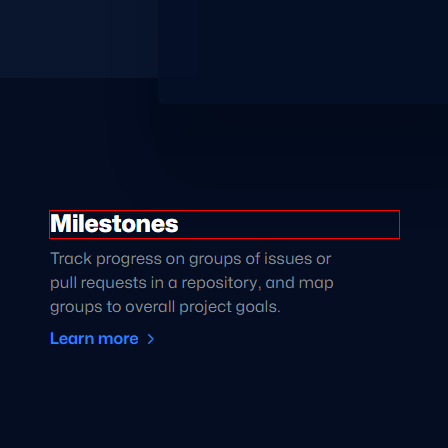 Milestones
Track progress on groups of issues or
pull requests in a repository, and map
groups to overall project goals.
Learn more